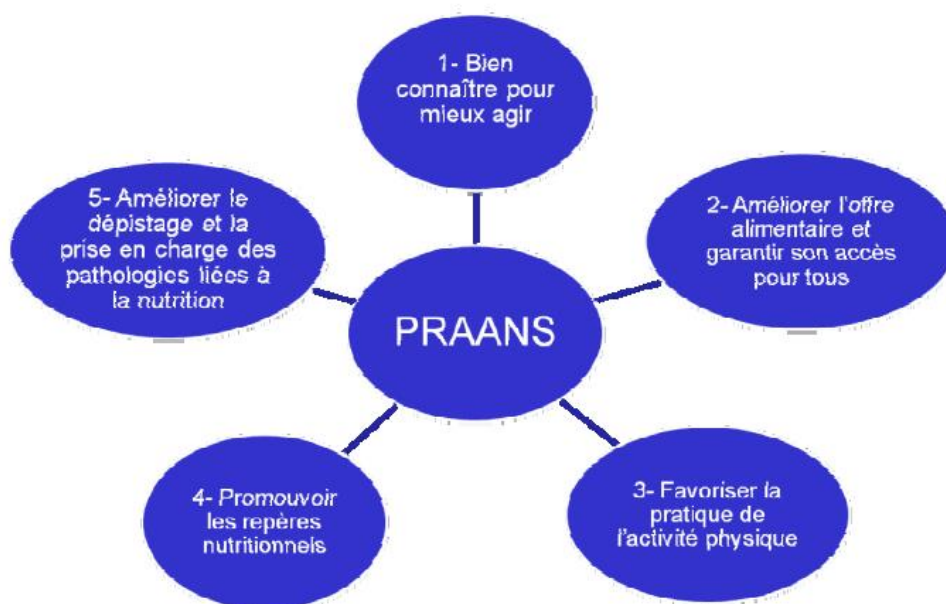 1- Bien
connaître pour
mieux agir
2- Améliorer l'offre
alimentaire et
garantir son accès
pour tous
3- Favoriser la
pratique de
l'activité physique
4- Promouvoir
les repères
nutritionnels
5- Améliorer le
dépistage et la
prise en charge des
pathologies liées à
la nutrition
PRAANS